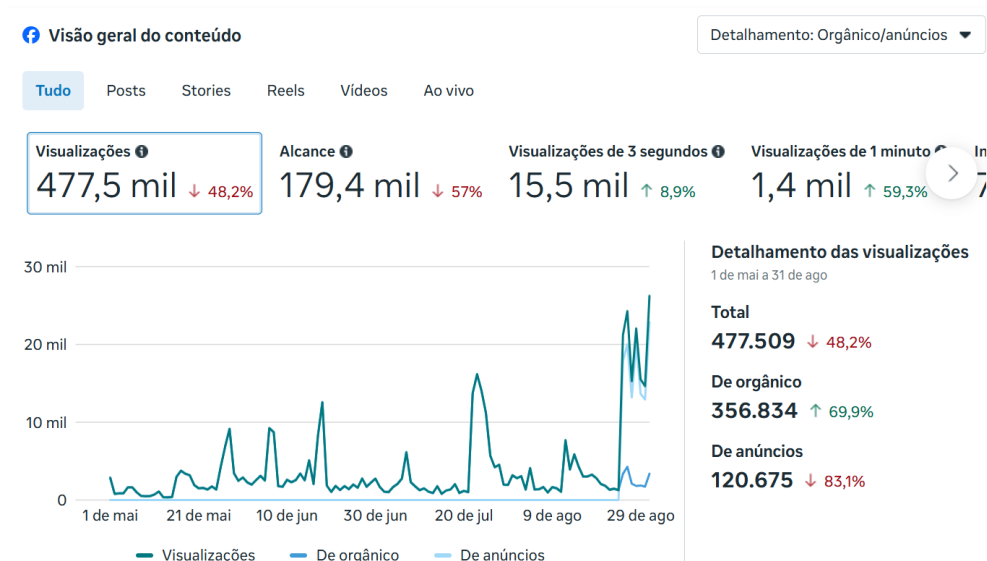 Visão geral do conteúdo
Detalhamento: Orgânico/anúncios
Tudo Posts Stories Reels Vídeos Ao vivo
Visualizações Alcance Visualizações de 3 segundos Visualizações de 1 minuto
477,5 mil ↓ 48,2% 179,4 mil ↓ 57% 15,5 mil ↑ 8,9% 1,4 mil ↑ 59,3%
Detalhamento das visualizações
1 de mai a 31 de ago
Total
477.509 ↓ 48,2%
De orgânico
356.834 ↑ 69,9%
De anúncios
120.675 ↓ 83,1%
30 mil
20 mil
10 mil
0
1 de mai 21 de mai 10 de jun 30 de jun 20 de jul 9 de ago 29 de ago
Visualizações De orgânico De anúncios